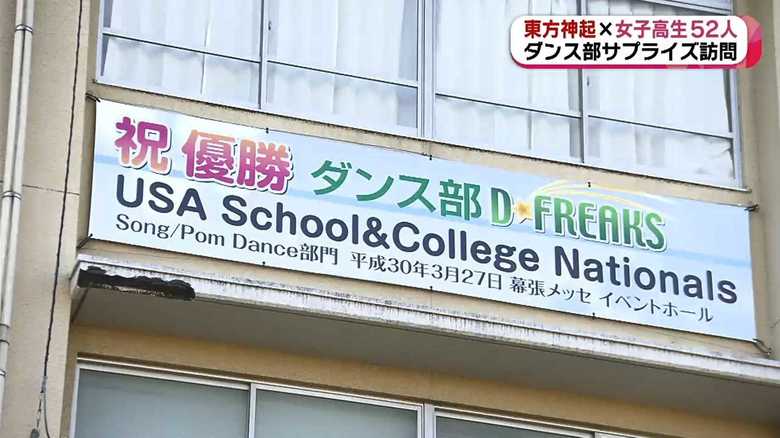 東方神起×女子高生52人
ダンス部サプライズ訪問
祝 優勝 ダンス部 D☆FREAKS
USA School&College Nationals
Song/Pom Dance部門 平成30年3月27日 幕張メッセ イベントホール